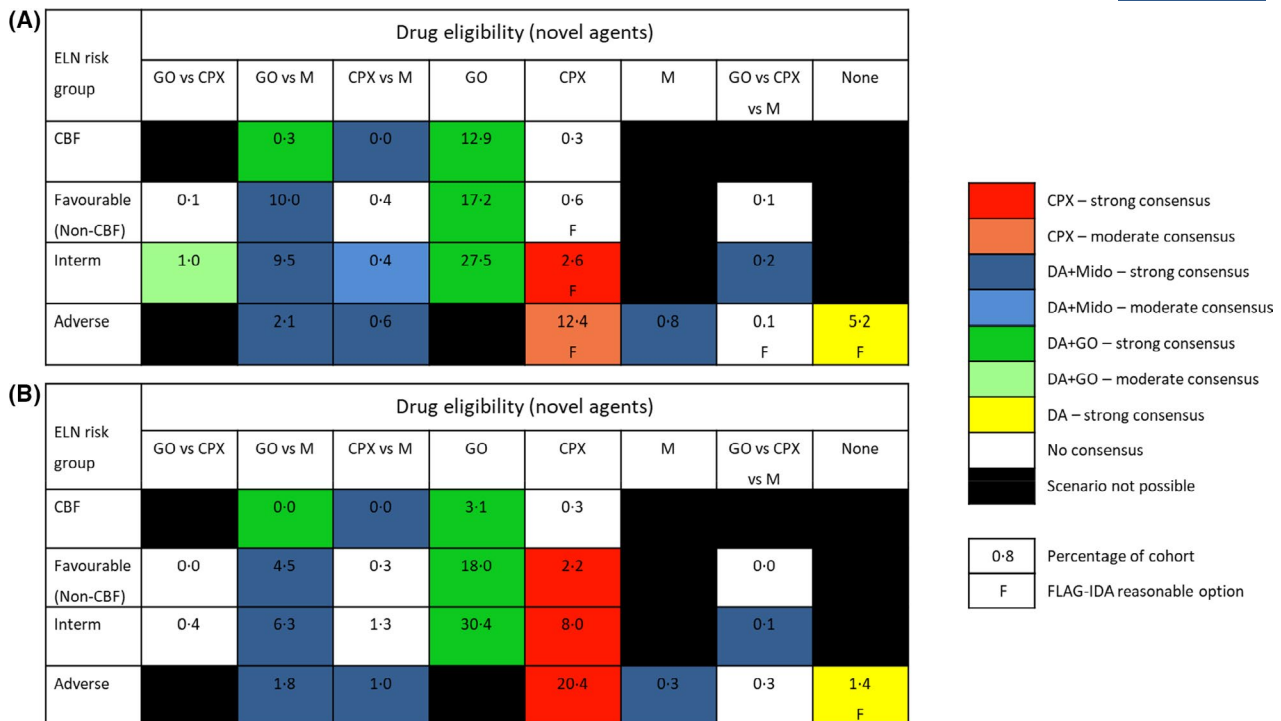 (A)
ELN risk
group
Drug eligibility (novel agents)
GO vs CPX
GO vs M
CPX vs M
GO
CPX
M
GO vs CPX
vs M
None
CBF
0·3
0·0
12·9
0·3
Favourable
(Non-CBF)
0·1
10·0
0·4
17·2
0·6
F
0·1
Interm
1·0
9·5
0·4
27·5
2·6
F
0·2
Adverse
2·1
0·6
12·4
F
0·8
0.1
F
5·2
F
(B)
ELN risk
group
Drug eligibility (novel agents)
GO vs CPX
GO vs M
CPX vs M
GO
CPX
M
GO vs CPX
vs M
None
CBF
0·0
0·0
3·1
0·3
Favourable
(Non-CBF)
0·0
4·5
0·3
18·0
2·2
0·0
Interm
0·4
6·3
1·3
30·4
8·0
0·1
Adverse
1·8
1·0
20·4
0·3
0·3
1·4
F
CPX – strong consensus
CPX – moderate consensus
DA+Mido – strong consensus
DA+Mido – moderate consensus
DA+GO – strong consensus
DA+GO – moderate consensus
DA – strong consensus
No consensus
Scenario not possible
0·8 Percentage of cohort
F FLAG-IDA reasonable option